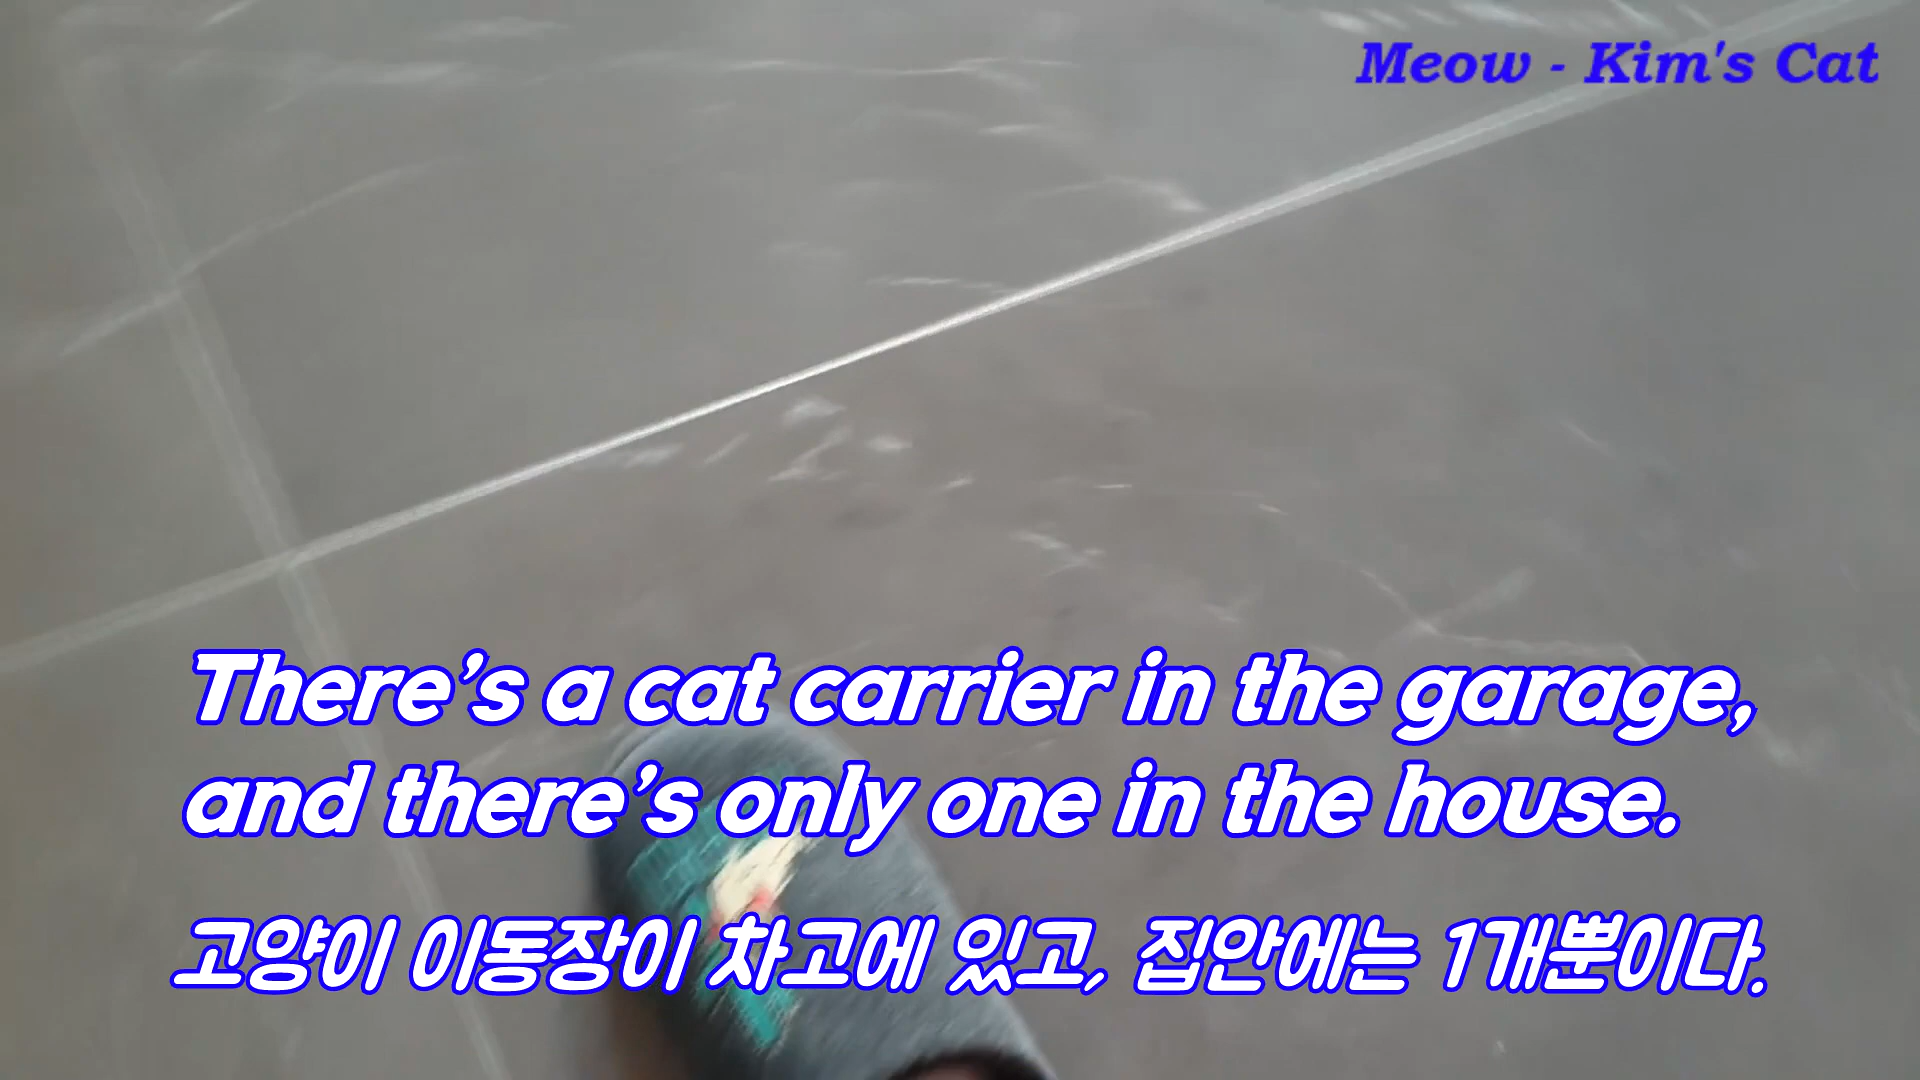 Meow - Kim's Cat
There’s a cat carrier in the garage,
and there’s only one in the house.
고양이 이동장이 차고에 있고, 집안에는 1개뿐이다.